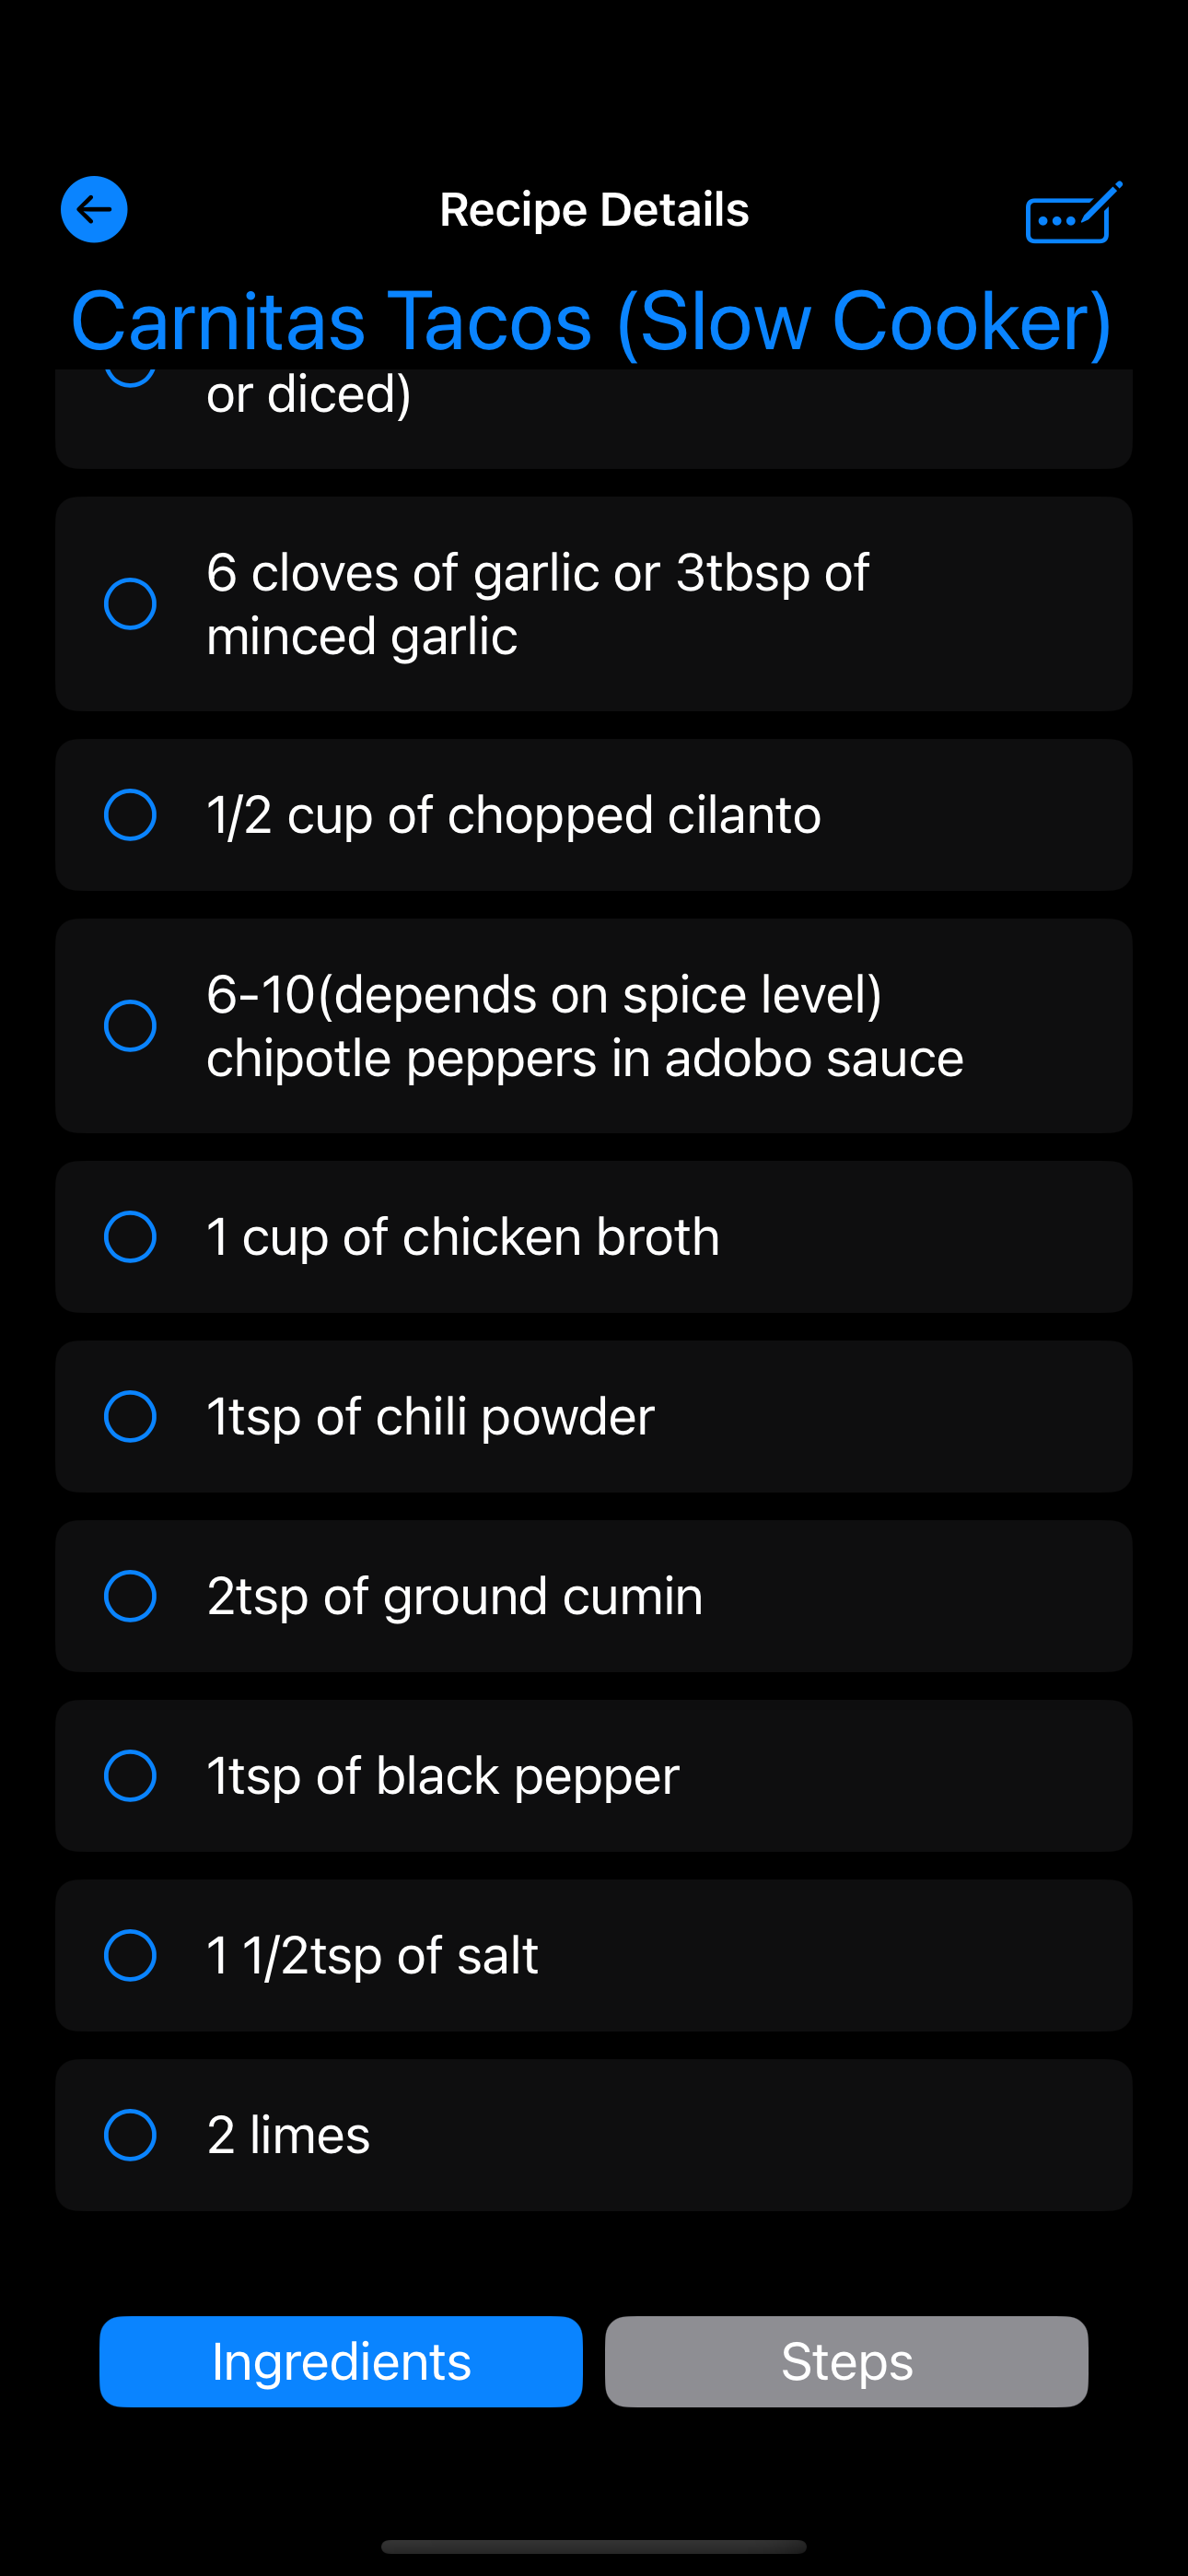 Recipe Details
Carnitas Tacos (Slow Cooker)
or diced)
6 cloves of garlic or 3tbsp of
minced garlic
1/2 cup of chopped cilanto
6-10(depends on spice level)
chipotle peppers in adobo sauce
1 cup of chicken broth
1tsp of chili powder
2tsp of ground cumin
1tsp of black pepper
1 1/2tsp of salt
2 limes
Ingredients
Steps